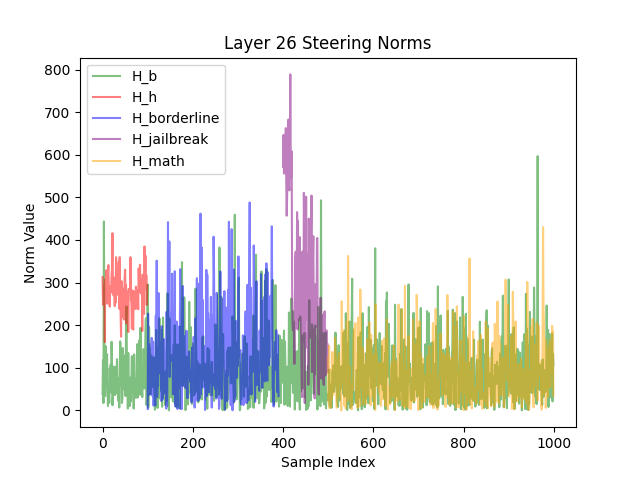 Layer 26 Steering Norms
H_b
H_h
H_borderline
H_jailbreak
H_math
Norm Value
800
700
600
500
400
300
200
100
0
0 200 400 600 800 1000
Sample Index